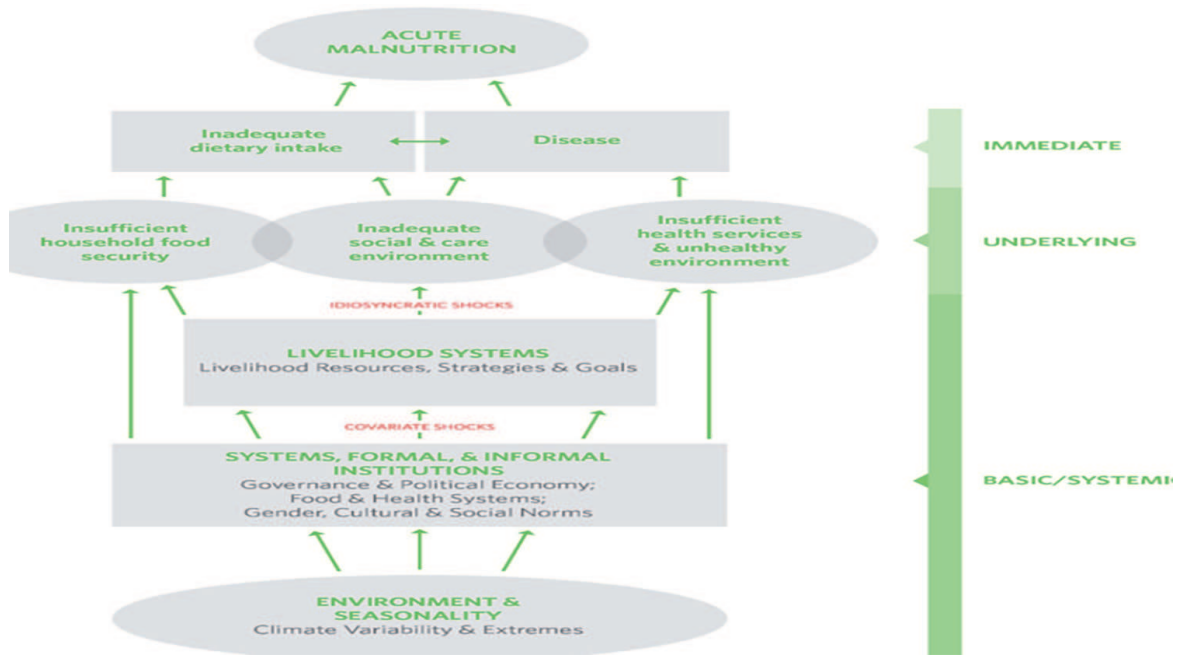 ACUTE
MALNUTRITION
Inadequate
dietary intake
Disease
IMMEDIATE
Insufficient
household food
security
Inadequate
social & care
environment
Insufficient
health services
& unhealthy
environment
UNDERLYING
IDIOSYNCRATIC SHOCKS
LIVELIHOOD SYSTEMS
Livelihood Resources, Strategies & Goals
COVARIATE SHOCKS
SYSTEMS, FORMAL, & INFORMAL
INSTITUTIONS
Governance & Political Economy;
Food & Health Systems;
Gender, Cultural & Social Norms
BASIC/SYSTEMI
ENVIRONMENT &
SEASONALITY
Climate Variability & Extremes